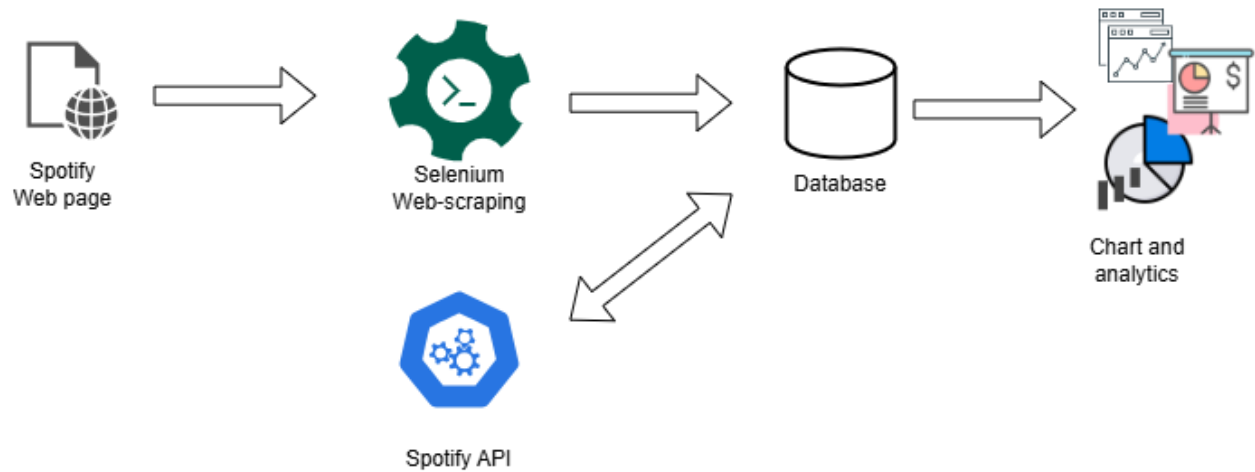 Spotify
Web page
Selenium
Web-scraping
Database
Chart and
analytics
Spotify API
>_
$